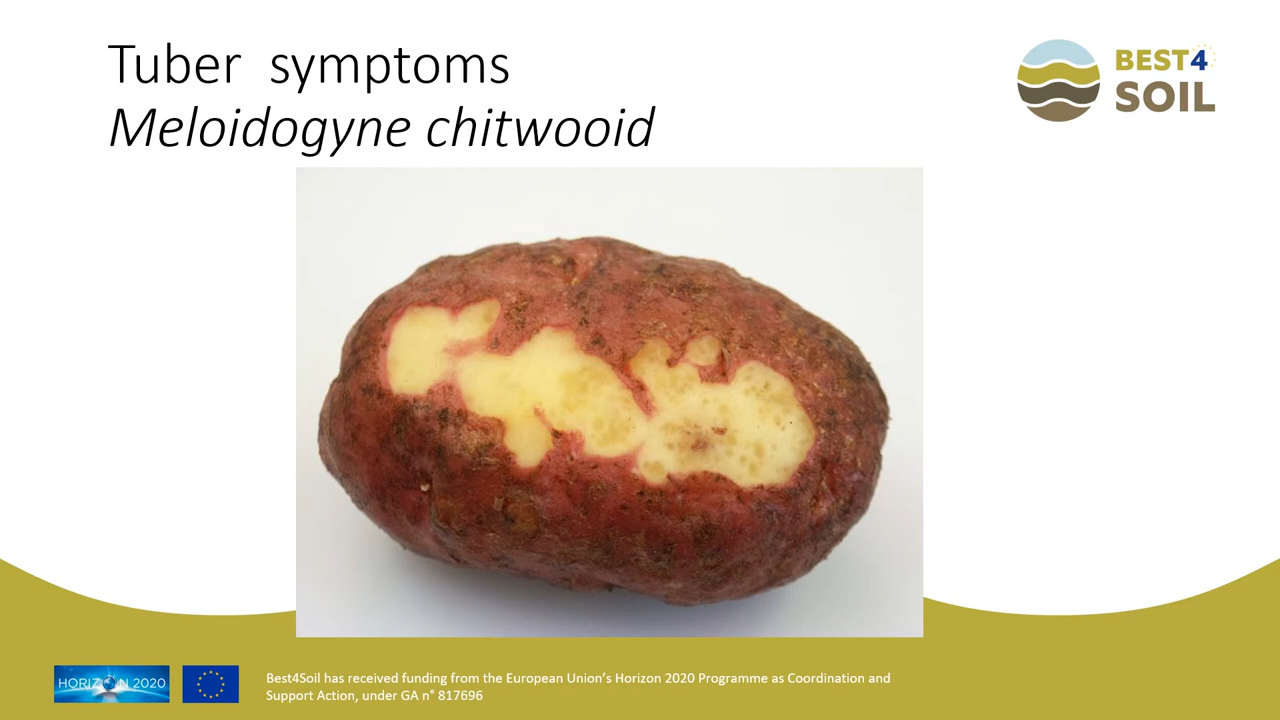 Tuber symptoms
Meloidogyne chitwooid
BEST4
SOIL
HORIZON 2020
Best4Soil has received funding from the European Union's Horizon 2020 Programme as Coordination and
Support Action, under GA n° 817696